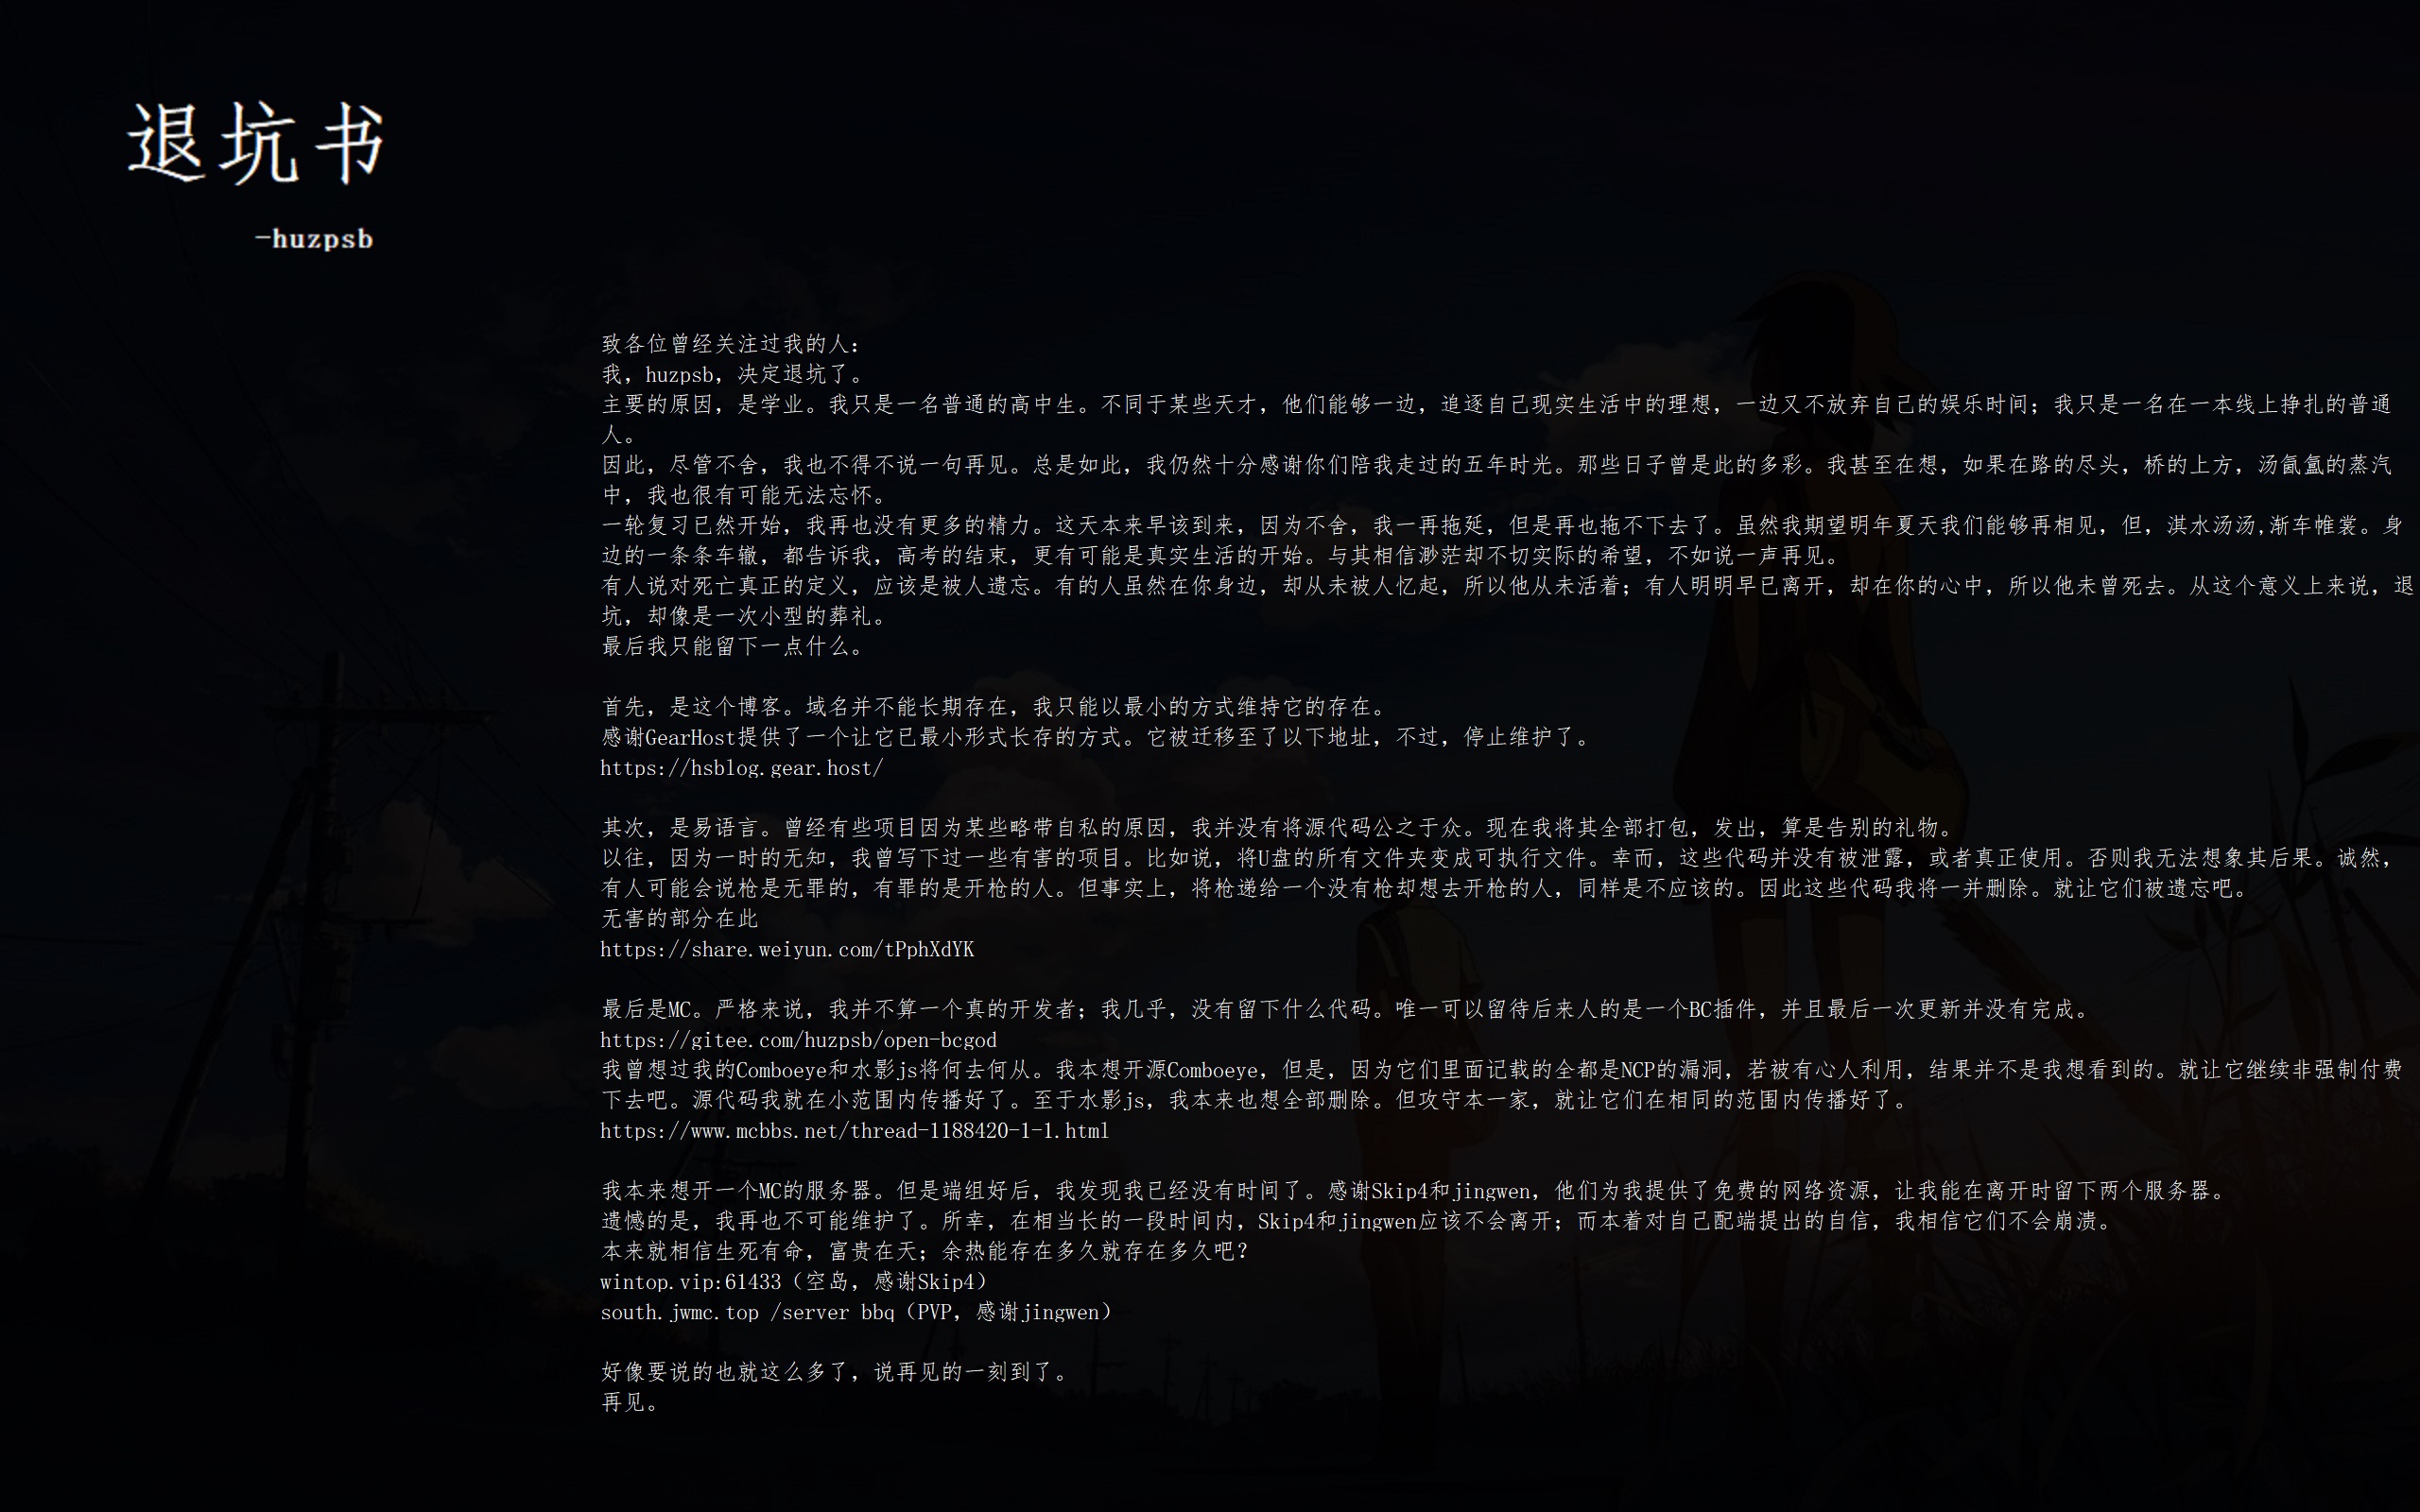 退坑书
-huzpsb
致各位曾经关注过我的人：
我，huzpsb，决定退坑了。
主要的原因，是学业。我只是一名普通的高中生。不同于某些天才，他们能够一边，追逐自己现实生活中的理想，一边又不放弃自己的娱乐时间；我只是一名在一本线上挣扎的普通
人。
因此，尽管不舍，我也不得不说一句再见。总是如此，我仍然十分感谢你们陪我走过的五年时光。那些日子曾是此的多彩。我甚至在想，如果在路的尽头，桥的上方，汤氤氲的蒸汽
中，我也很有可能无法忘怀。
一轮复习已然开始，我再也没有更多的精力。这天本来早该到来，因为不舍，我一再拖延，但是再也拖不下去了。虽然我期望明年夏天我们能够再相见，但，淇水汤汤,渐车帷裳。身
边的一条条车辙，都告诉我，高考的结束，更有可能是真实生活的开始。与其相信渺茫却不切实际的希望，不如说一声再见。
有人说对死亡真正的定义，应该是被人遗忘。有的人虽然在你身边，却从未被人忆起，所以他从未活着；有人明明早已离开，却在你的心中，所以他未曾死去。从这个意义上来说，退
坑，却像是一次小型的葬礼。
最后我只能留下一点什么。
首先，是这个博客。域名并不能长期存在，我只能以最小的方式维持它的存在。
感谢GearHost提供了一个让它已最小形式长存的方式。它被迁移至了以下地址，不过，停止维护了。
https://hsblog.gear.host/
其次，是易语言。曾经有些项目因为某些略带自私的原因，我并没有将源代码公之于众。现在我将其全部打包，发出，算是告别的礼物。
以往，因为一时的无知，我曾写下过一些有害的项目。比如说，将U盘的所有文件夹变成可执行文件。幸而，这些代码并没有被泄露，或者真正使用。否则我无法想象其后果。诚然，
有人可能会说枪是无罪的，有罪的是开枪的人。但事实上，将枪递给一个没有枪却想去开枪的人，同样是不应该的。因此这些代码我将一并删除。就让它们被遗忘吧。
无害的部分在此
https://share.weiyun.com/tPphXdYK
最后是MC。严格来说，我并不算一个真的开发者；我几乎，没有留下什么代码。唯一可以留待后来人的是一个BC插件，并且最后一次更新并没有完成。
https://gitee.com/huzpsb/open-bcgod
我曾想过我的Comboeye和水影js将何去何从。我本想开源Comboeye，但是，因为它们里面记载的全都是NCP的漏洞，若被有心人利用，结果并不是我想看到的。就让它继续非强制付费
下去吧。源代码我就在小范围内传播好了。至于水影js，我本来也想全部删除。但攻守本一家，就让它们在相同的范围内传播好了。
https://www.mcbbs.net/thread-1188420-1-1.html
我本来想开一个MC的服务器。但是端组好后，我发现我已经没有时间了。感谢Skip4和jingwen，他们为我提供了免费的网络资源，让我能在离开时留下两个服务器。
遗憾的是，我再也不可能维护了。所幸，在相当长的一段时间内，Skip4和jingwen应该不会离开；而本着对自己配端提出的自信，我相信它们不会崩溃。
本来就相信生死有命，富贵在天；余热能存在多久就存在多久吧？
wintop.vip:61433（空岛，感谢Skip4）
south.jwmc.top /server bbq（PVP，感谢jingwen）
好像要说的也就这么多了，说再见的一刻到了。
再见。